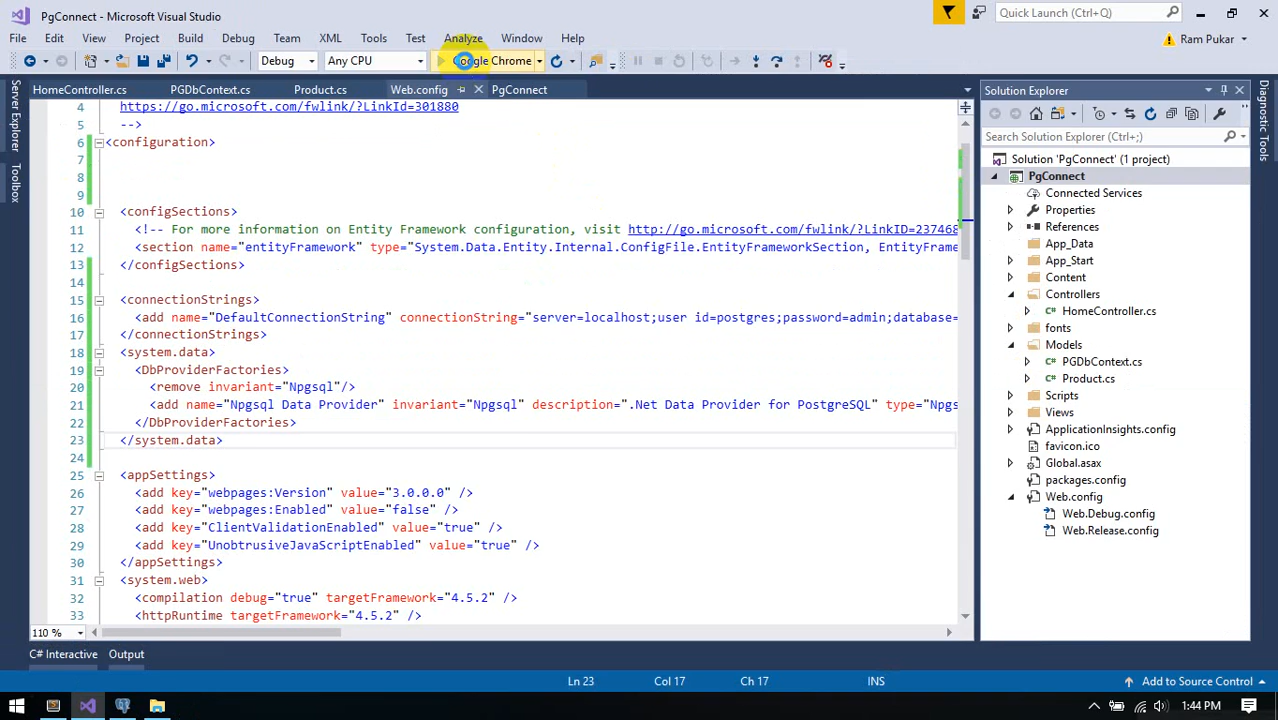 PgConnect - Microsoft Visual Studio
Quick Launch (Ctrl+Q)
File Edit View Project Build Debug Team XML Tools Test Analyze Window Help
Ram Pukar
Debug Any CPU Google Chrome
HomeController.cs PGDbContext.cs Product.cs Web.config PgConnect
Server Explorer
Toolbox
4 https://go.microsoft.com/fwlink/?LinkId=301880
5 -->
6 <configuration>
7
8
9
10 <configSections>
11 <!-- For more information on Entity Framework configuration, visit http://go.microsoft.com/fwlink/?LinkID=237468
12 <section name="entityFramework" type="System.Data.Entity.Internal.ConfigFile.EntityFrameworkSection, EntityFrame
13 </configSections>
14
15 <connectionStrings>
16 <add name="DefaultConnectionString" connectionString="server=localhost;user id=postgres;password=admin;database=
17 </connectionStrings>
18 <system.data>
19 <DbProviderFactories>
20 <remove invariant="Npgsql"/>
21 <add name="Npgsql Data Provider" invariant="Npgsql" description=".Net Data Provider for PostgreSQL" type="Npgs
22 </DbProviderFactories>
23 </system.data>
24
25 <appSettings>
26 <add key="webpages:Version" value="3.0.0.0" />
27 <add key="webpages:Enabled" value="false" />
28 <add key="ClientValidationEnabled" value="true" />
29 <add key="UnobtrusiveJavaScriptEnabled" value="true" />
30 </appSettings>
31 <system.web>
32 <compilation debug="true" targetFramework="4.5.2" />
33 <httpRuntime targetFramework="4.5.2" />
110 %
Solution Explorer
Search Solution Explorer (Ctrl+;)
Solution 'PgConnect' (1 project)
PgConnect
Connected Services
Properties
References
App_Data
App_Start
Content
Controllers
HomeController.cs
fonts
Models
PGDbContext.cs
Product.cs
Scripts
Views
ApplicationInsights.config
favicon.ico
Global.asax
packages.config
Web.config
Web.Debug.config
Web.Release.config
Diagnostic Tools
C# Interactive Output
Ln 23 Col 17 Ch 17 INS Add to Source Control
1:44 PM